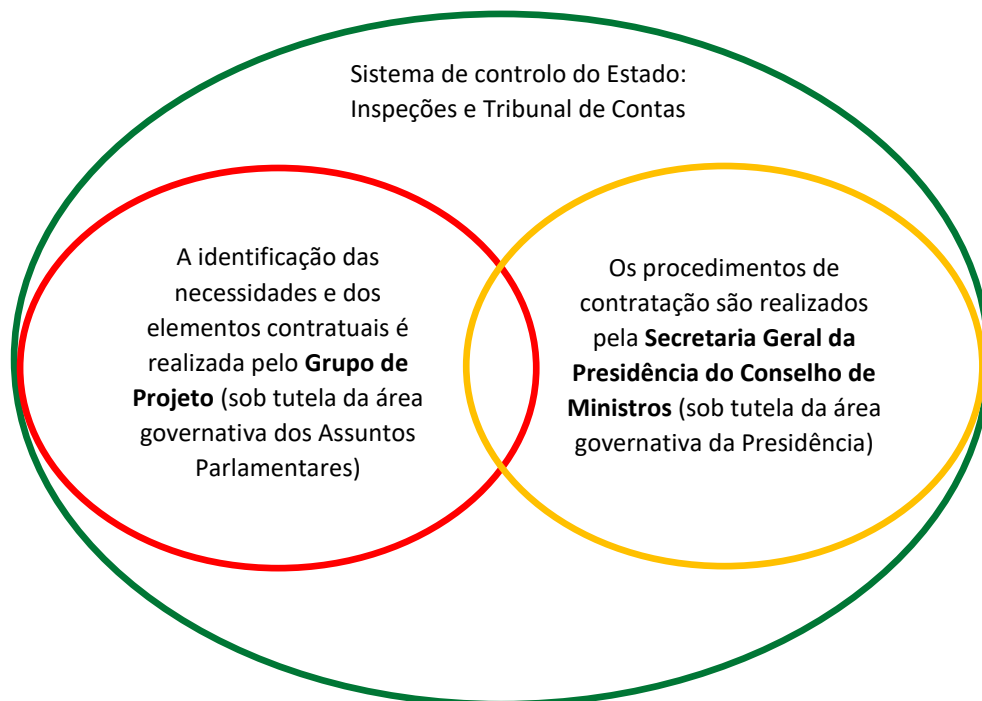 Sistema de controlo do Estado:
Inspeções e Tribunal de Contas
A identificação das
necessidades e dos
elementos contratuais é
realizada pelo Grupo de
Projeto (sob tutela da área
governativa dos Assuntos
Parlamentares)
Os procedimentos de
contratação são realizados
pela Secretaria Geral da
Presidência do Conselho de
Ministros (sob tutela da área
governativa da Presidência)